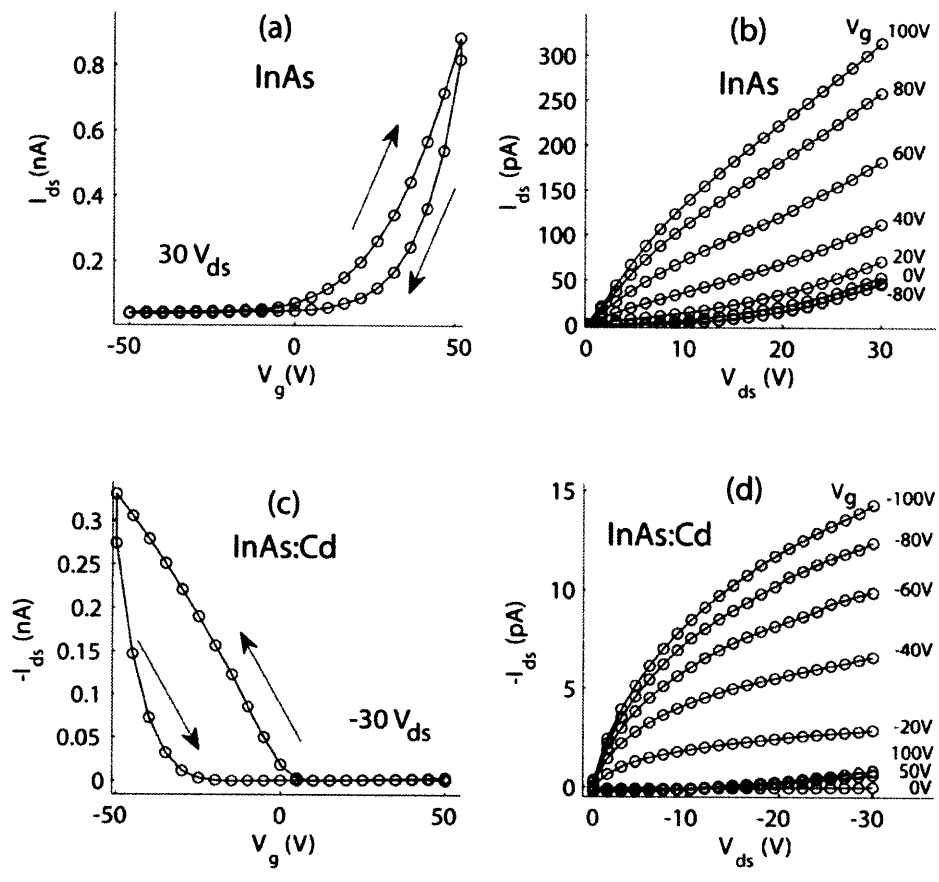 (a)
InAs
I_ds (nA)
0.8
0.6
0.4
0.2
30 V_ds
-50
0
50
V_g (V)
(b)
InAs
V_g
I_ds (pA)
300
250
200
150
100
50
0
100V
80V
60V
40V
20V
0V
-80V
0
10
20
30
V_ds (V)
(c)
InAs:Cd
-I_ds (nA)
0.3
0.25
0.2
0.15
0.1
0.05
0
-30 V_ds
-50
0
50
V_g (V)
(d)
InAs:Cd
V_g
-I_ds (pA)
15
10
5
0
-100V
-80V
-60V
-40V
-20V
100V
50V
0V
0
-10
-20
-30
V_ds (V)